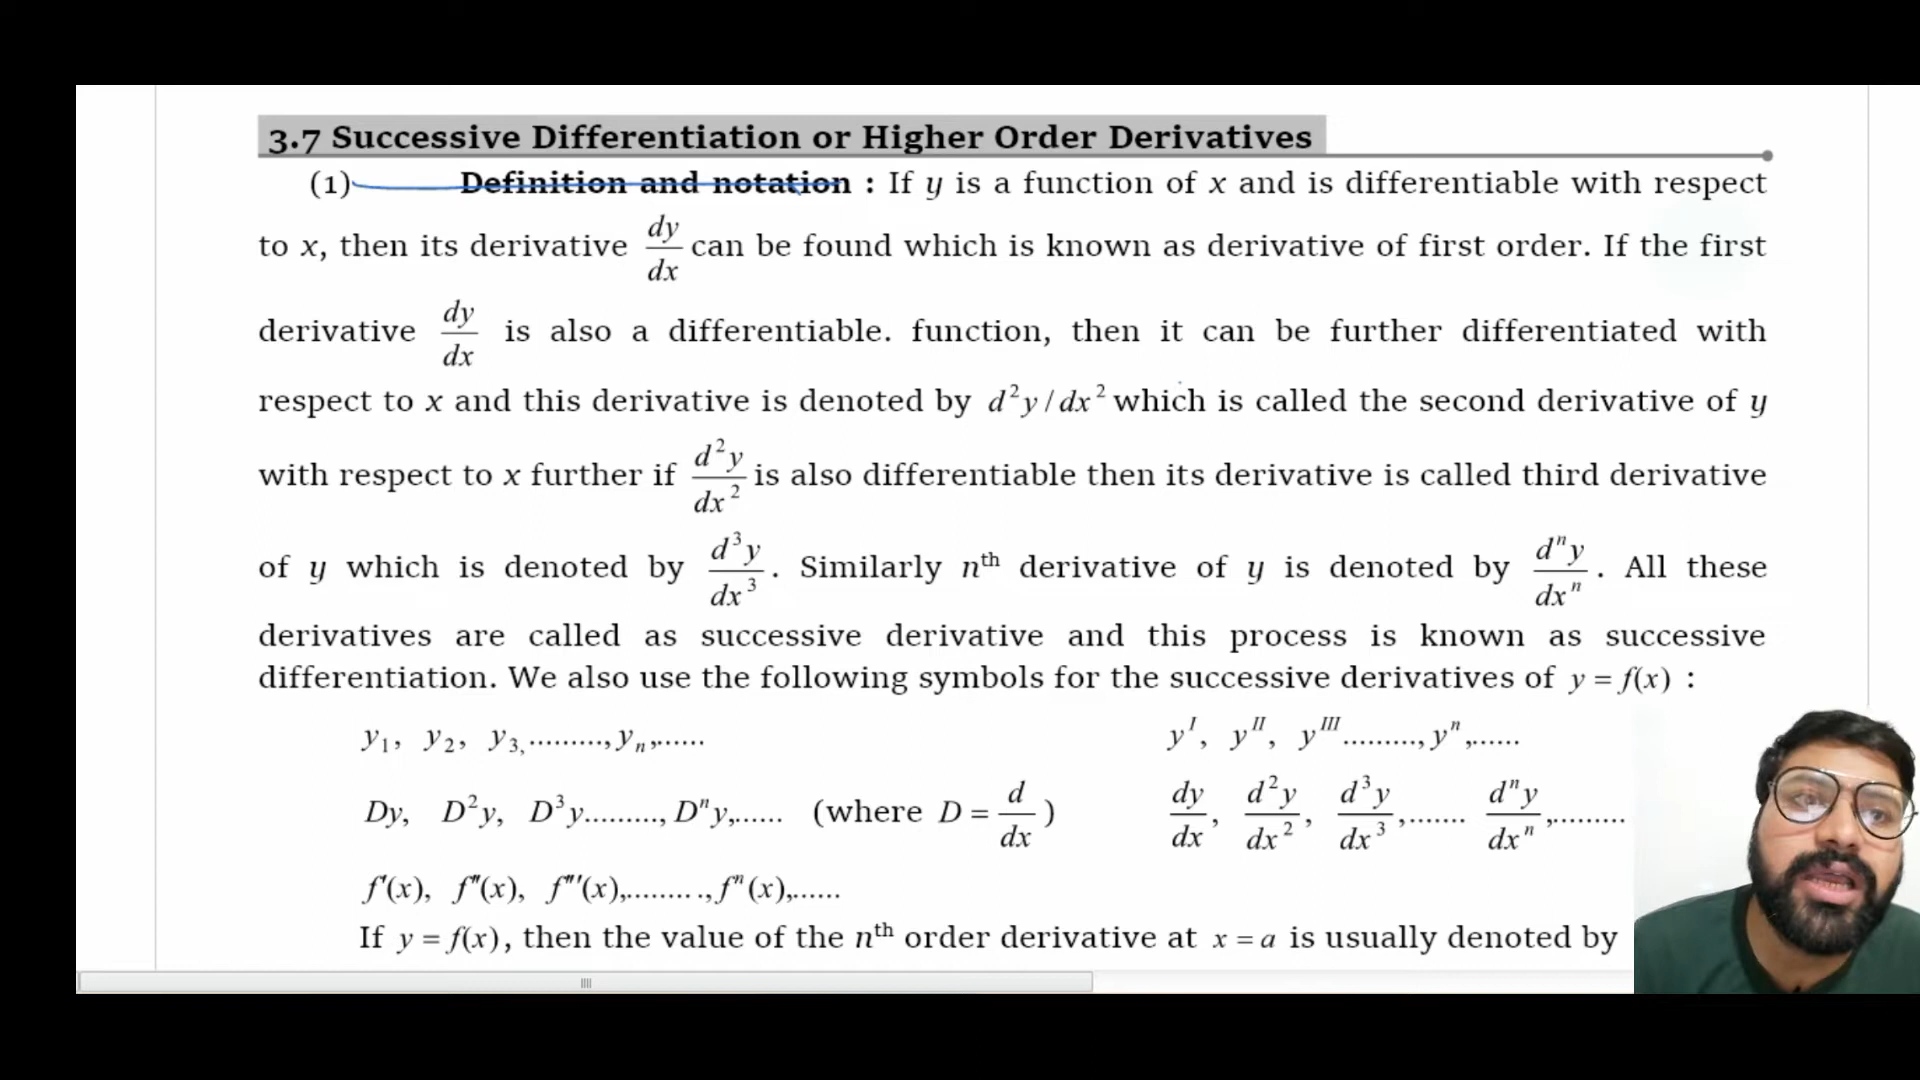 3.7 Successive Differentiation or Higher Order Derivatives
(1) Definition and notation : If y is a function of x and is differentiable with respect
to x, then its derivative dy/dx can be found which is known as derivative of first order. If the first
derivative dy/dx is also a differentiable. function, then it can be further differentiated with
respect to x and this derivative is denoted by d²y/dx² which is called the second derivative of y
with respect to x further if d²y/dx² is also differentiable then its derivative is called third derivative
of y which is denoted by d³y/dx³. Similarly nᵗʰ derivative of y is denoted by dⁿy/dxⁿ. All these
derivatives are called as successive derivative and this process is known as successive
differentiation. We also use the following symbols for the successive derivatives of y = f(x) :
y₁, y₂, y₃,.........,yₙ,...... yᴵ, yᴵᴵ, yᴵᴵᴵ.........,yⁿ,......
Dy, D²y, D³y.........,Dⁿy,...... (where D = d/dx) dy/dx, d²y/dx², d³y/dx³,....... dⁿy/dxⁿ,.........
f'(x), f''(x), f'''(x),.........,fⁿ(x),......
If y = f(x), then the value of the nᵗʰ order derivative at x = a is usually denoted by